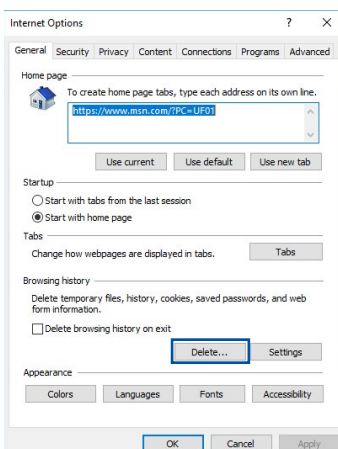 Internet Options ? X
General Security Privacy Content Connections Programs Advanced
Home page
To create home page tabs, type each address on its own line.
https://www.msn.com/?PC=UF01
Use current Use default Use new tab
Startup
Start with tabs from the last session
Start with home page
Tabs
Change how webpages are displayed in tabs. Tabs
Browsing history
Delete temporary files, history, cookies, saved passwords, and web
form information.
Delete browsing history on exit
Delete... Settings
Appearance
Colors Languages Fonts Accessibility
OK Cancel Apply